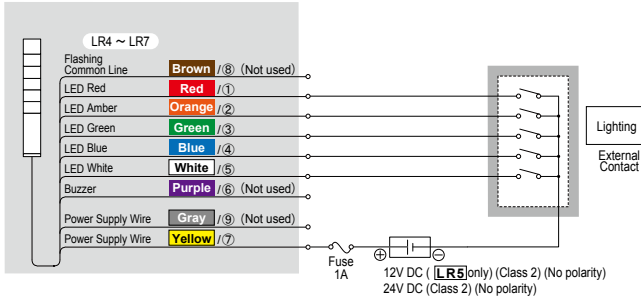 LR4 ~ LR7
Flashing
Common Line Brown /⑧ (Not used)
LED Red Red /①
LED Amber Orange /②
LED Green Green /③
LED Blue Blue /④
LED White White /⑤
Buzzer Purple /⑥ (Not used)
Power Supply Wire Gray /⑨ (Not used)
Power Supply Wire Yellow /⑦
Lighting
External
Contact
Fuse
1A
⊕ ⊖
12V DC ( LR5 only) (Class 2) (No polarity)
24V DC (Class 2) (No polarity)